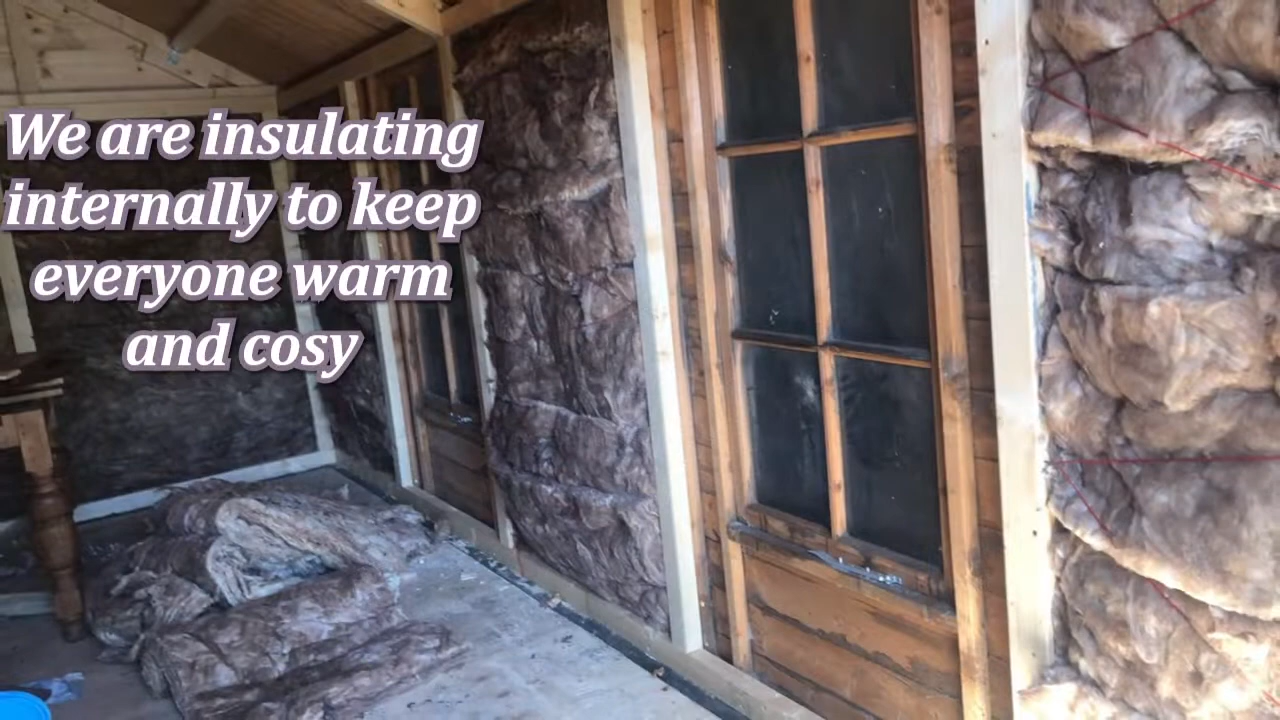 We are insulating
internally to keep
everyone warm
and cosy